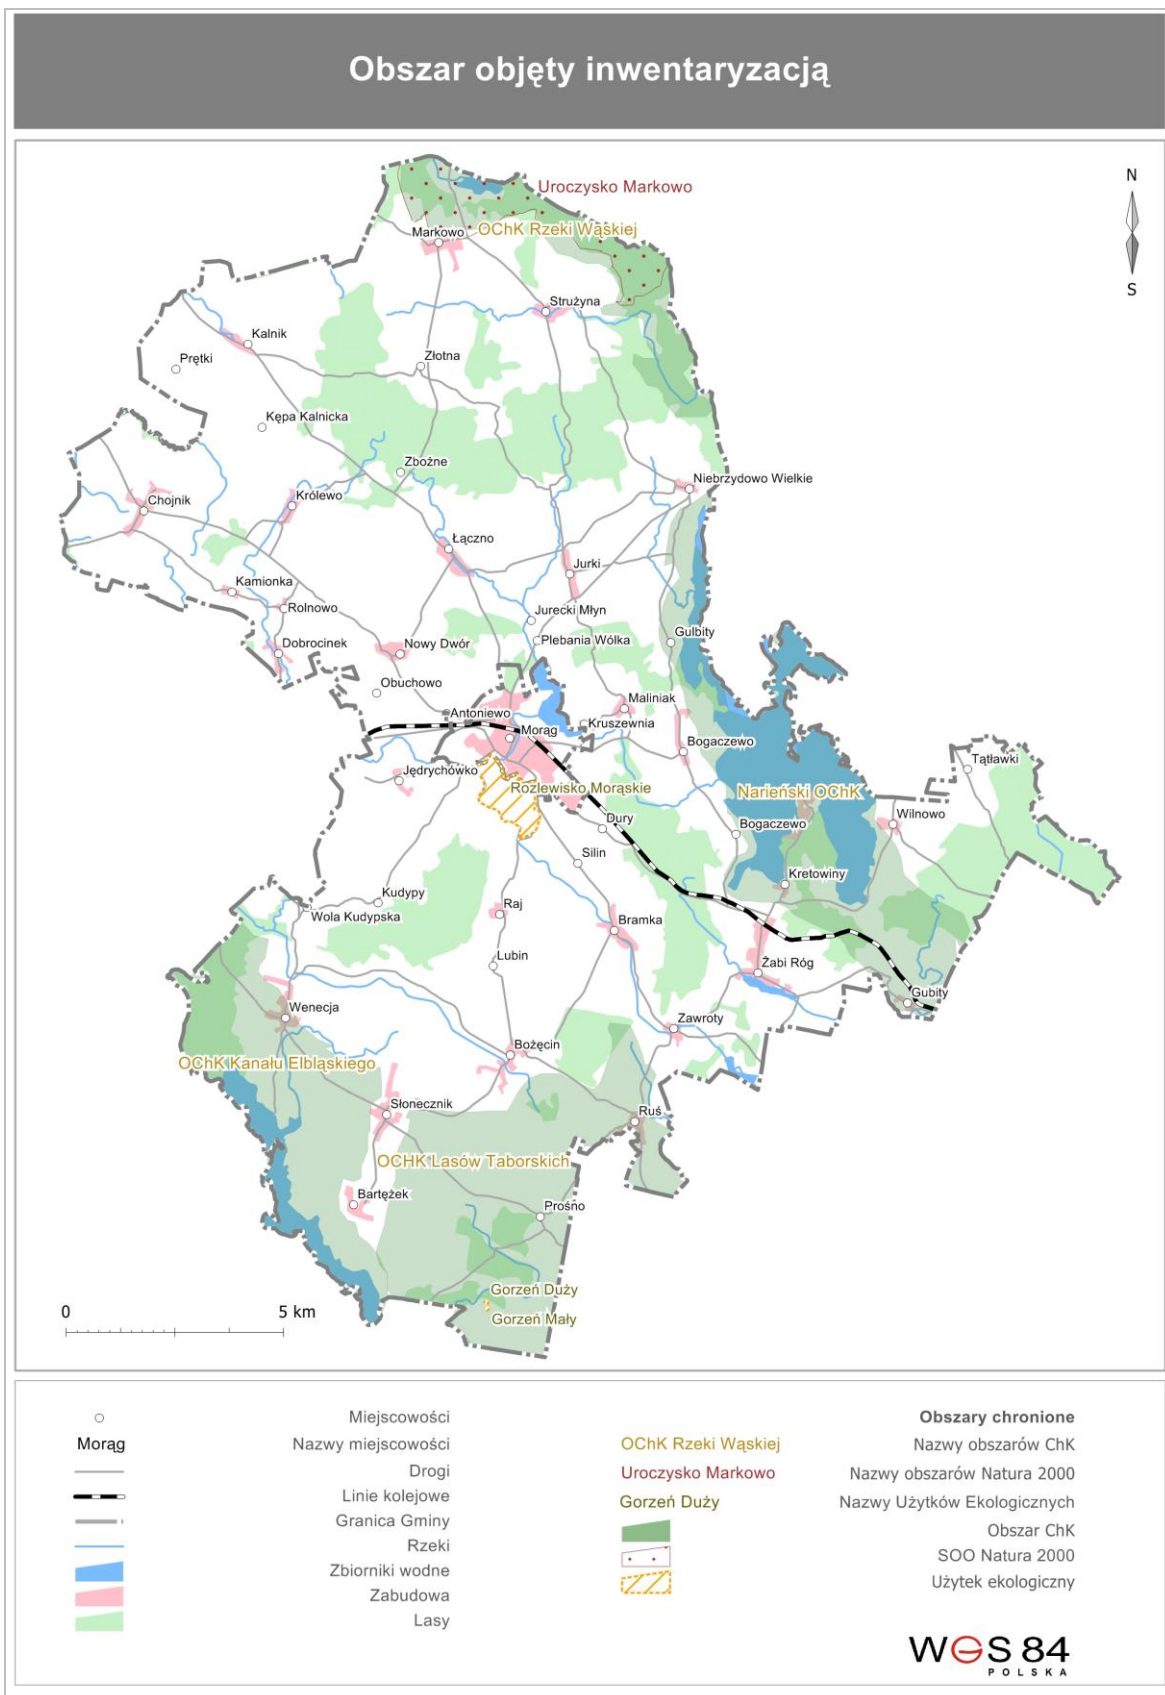 Obszar objęty inwentaryzacją
N
S
Uroczysko Markowo
OChK Rzeki Wąskiej
Markowo
Strużyna
Kalnik
Prętki
Złotna
Kępa Kalnicka
Zbożne
Niebrzydowo Wielkie
Chojnik
Królewo
Łączno
Jurki
Kamionka
Rolnowo
Jurecki Młyn
Dobrocinek
Nowy Dwór
Plebania Wólka
Gulbity
Obuchowo
Maliniak
Antoniewo
Kruszewnia
Morąg
Bogaczewo
Tątławki
Jędrychówko
Rozlewisko Morąskie
Narieński OChK
Dury
Bogaczewo
Wilnowo
Silin
Kretowiny
Kudypy
Wola Kudypska
Raj
Bramka
Lubin
Żabi Róg
Wenecja
Gubity
Zawroty
Bożęcin
OChK Kanału Elbląskiego
Słonecznik
Ruś
OCHK Lasów Taborskich
Bartężek
Prośno
Gorzeń Duży
Gorzeń Mały
0 5 km
Miejscowości
Morąg Nazwy miejscowości
Drogi
Linie kolejowe
Granica Gminy
Rzeki
Zbiorniki wodne
Zabudowa
Lasy
Obszary chronione
OChK Rzeki Wąskiej Nazwy obszarów ChK
Uroczysko Markowo Nazwy obszarów Natura 2000
Gorzeń Duży Nazwy Użytków Ekologicznych
Obszar ChK
SOO Natura 2000
Użytek ekologiczny
WGS 84
POLSKA